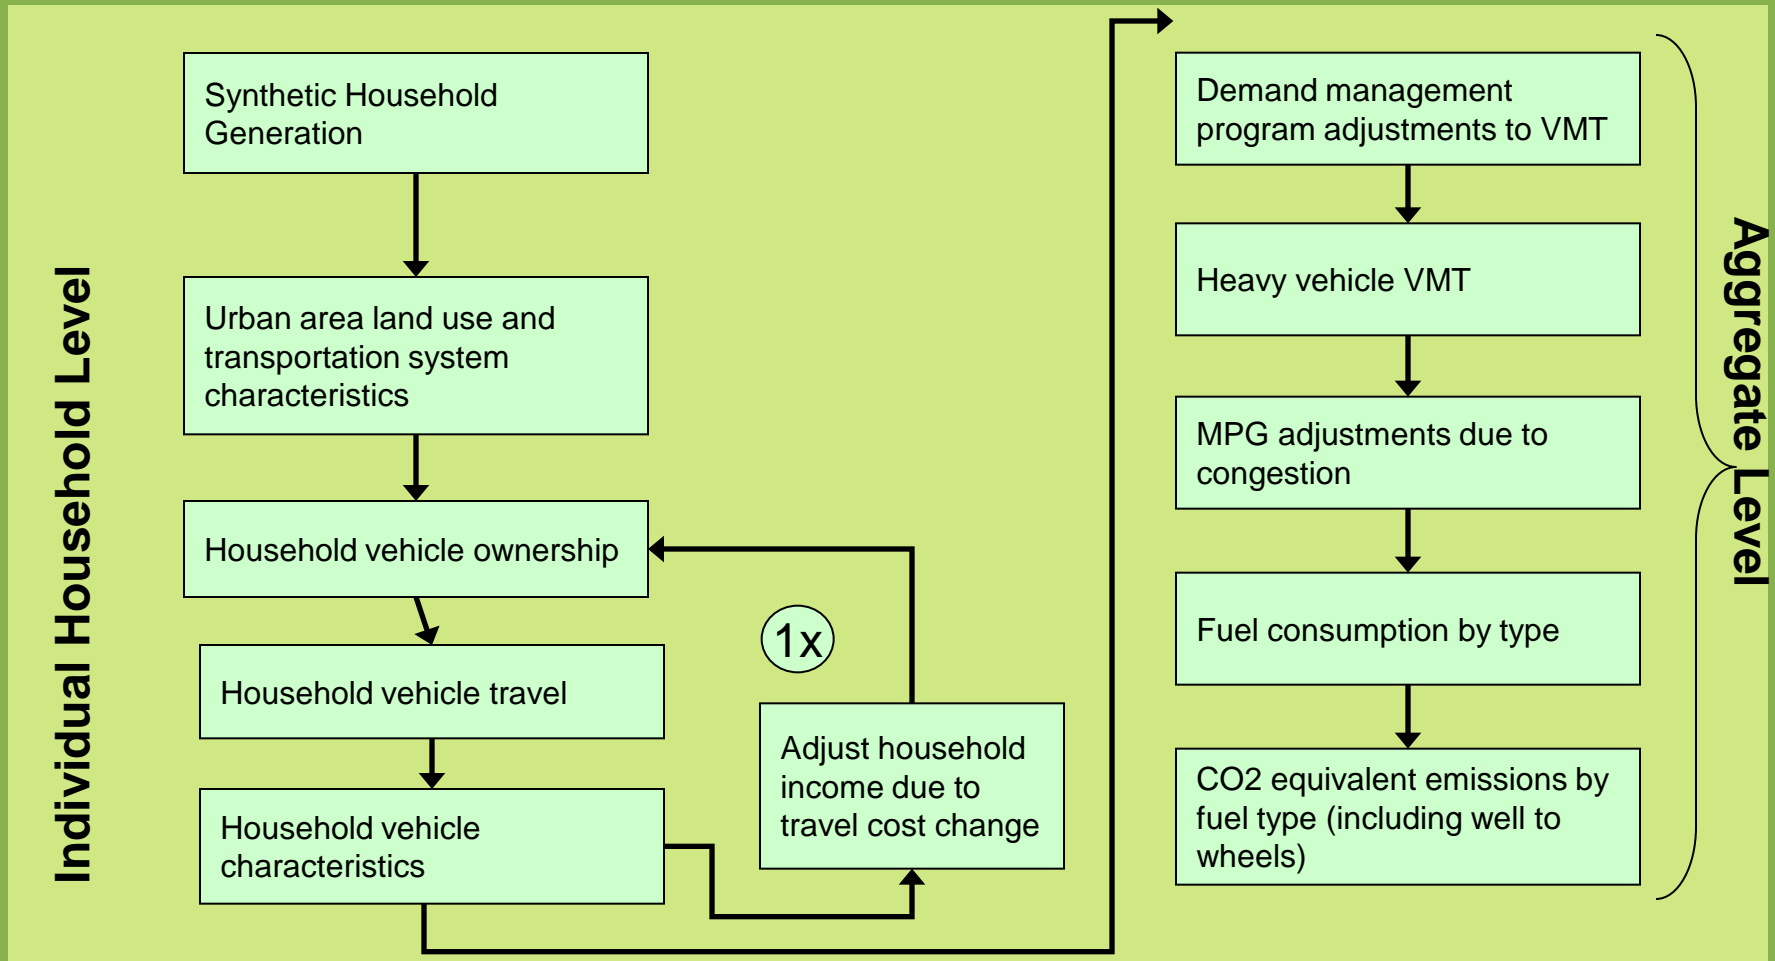 Individual Household Level
Synthetic Household
Generation
Urban area land use and
transportation system
characteristics
Household vehicle ownership
Household vehicle travel
Household vehicle
characteristics
1x
Adjust household
income due to
travel cost change
Demand management
program adjustments to VMT
Heavy vehicle VMT
MPG adjustments due to
congestion
Fuel consumption by type
CO2 equivalent emissions by
fuel type (including well to
wheels)
Aggregate Level